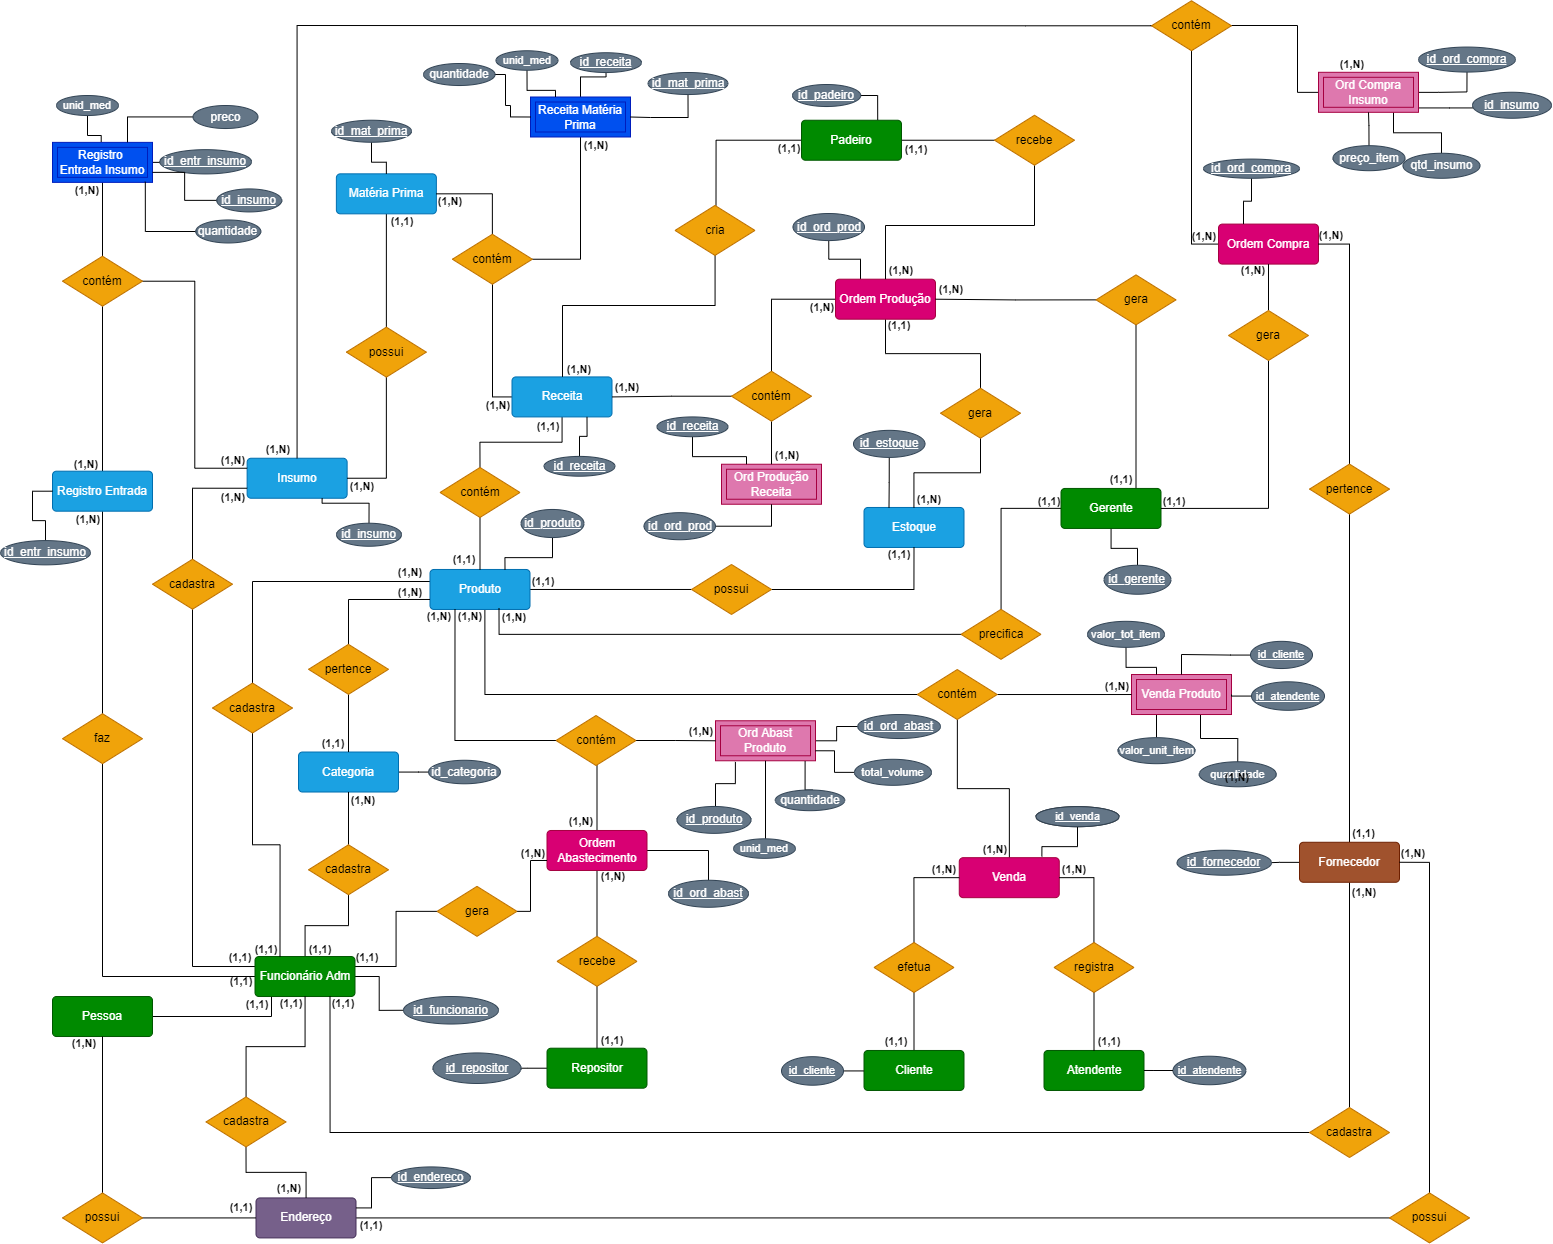 contém
(1,N)
id_ord_compra
Ord Compra
Insumo
id_insumo
preço_item
qtd_insumo
unid_med
id_receita
quantidade
id_mat_prima
Receita Matéria
Prima
(1,N)
id_padeiro
Padeiro
(1,1)
(1,1)
recebe
unid_med
preco
Registro
Entrada Insumo
id_entr_insumo
(1,N)
id_insumo
quantidade
id_mat_prima
Matéria Prima
(1,N)
(1,1)
id_ord_compra
Ordem Compra
(1,N)
(1,N)
(1,N)
cria
id_ord_prod
contém
contém
(1,N)
Ordem Produção
(1,N)
(1,N)
(1,1)
gera
gera
possui
(1,N)
Receita
(1,N)
(1,N)
(1,1)
contém
gera
id_receita
id_receita
(1,N)
Ord Produção
Receita
id_ord_prod
id_estoque
(1,N)
Estoque
(1,1)
(1,N)
(1,N)
Insumo
(1,N)
(1,N)
id_insumo
(1,N)
Registro Entrada
(1,N)
id_entr_insumo
contém
id_produto
(1,1)
Gerente
(1,1)
(1,1)
id_gerente
pertence
cadastra
(1,1)
(1,N)
Produto
(1,1)
(1,N)
(1,N)
(1,N)
(1,N)
possui
precifica
valor_tot_item
id_cliente
(1,N)
Venda Produto
id_atendente
valor_unit_item
quantidade
(1,N)
pertence
cadastra
contém
faz
contém
(1,N)
Ord Abast
Produto
id_ord_abast
total_volume
quantidade
id_produto
unid_med
(1,1)
Categoria
id_categoria
(1,N)
(1,N)
Ordem
Abastecimento
(1,N)
(1,N)
id_ord_abast
id_venda
(1,N)
(1,N)
Venda
(1,N)
(1,1)
id_fornecedor
Fornecedor
(1,N)
(1,N)
cadastra
gera
recebe
efetua
registra
(1,1)
(1,1)
(1,1)
(1,1)
(1,1)
Funcionário Adm
(1,1)
(1,1)
(1,1)
id_funcionario
Pessoa
(1,N)
(1,1)
id_repositor
Repositor
(1,1)
id_cliente
Cliente
(1,1)
Atendente
id_atendente
cadastra
cadastra
id_endereco
(1,N)
(1,1)
possui
Endereço
(1,1)
possui